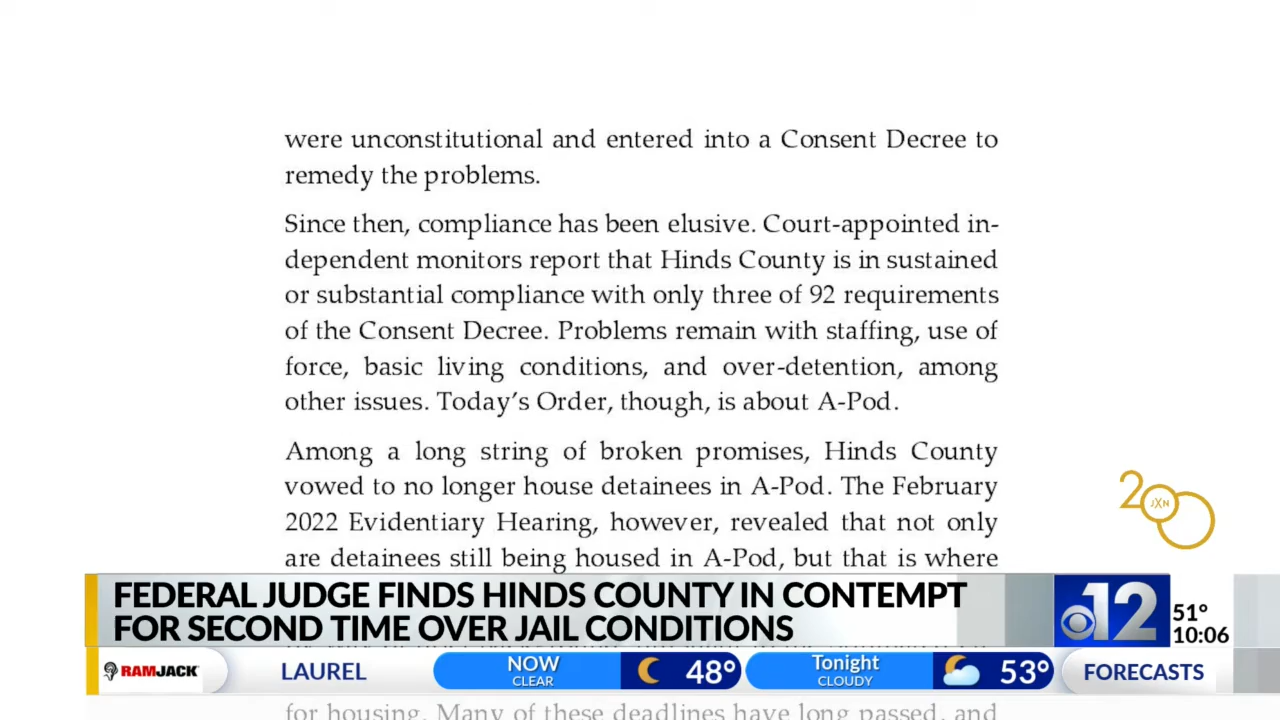 were unconstitutional and entered into a Consent Decree to
remedy the problems.
Since then, compliance has been elusive. Court-appointed in-
dependent monitors report that Hinds County is in sustained
or substantial compliance with only three of 92 requirements
of the Consent Decree. Problems remain with staffing, use of
force, basic living conditions, and over-detention, among
other issues. Today's Order, though, is about A-Pod.
Among a long string of broken promises, Hinds County
vowed to no longer house detainees in A-Pod. The February
2022 Evidentiary Hearing, however, revealed that not only
are detainees still being housed in A-Pod, but that is where
200
JXN
FEDERAL JUDGE FINDS HINDS COUNTY IN CONTEMPT
FOR SECOND TIME OVER JAIL CONDITIONS
12
51°
10:06
RAMJACK
LAUREL
NOW
CLEAR
48°
Tonight
CLOUDY
53°
FORECASTS
for housing. Many of these deadlines have long passed, and